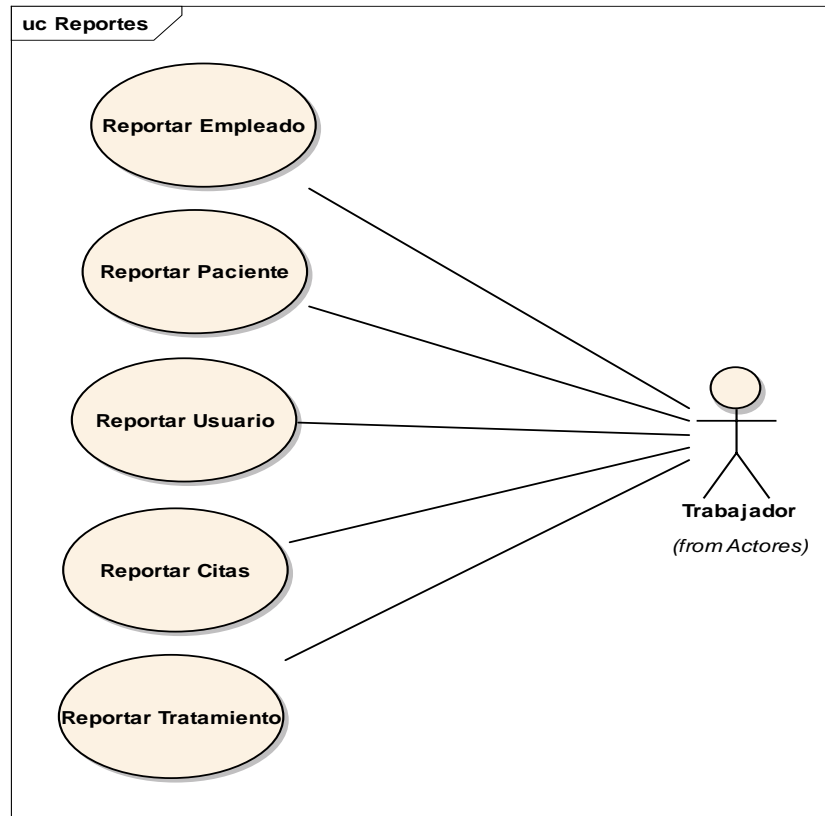 uc Reportes
Reportar Empleado
Reportar Paciente
Reportar Usuario
Reportar Citas
Reportar Tratamiento
Trabajador
(from Actores)